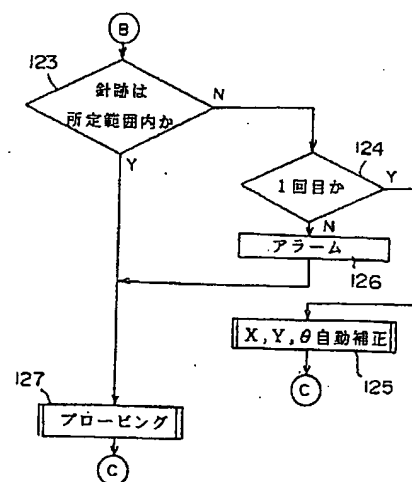 B
123
針跡は
所定範囲内か
N
Y
124
1回目か
Y
N
アラーム
126
X,Y,θ自動補正
125
C
127
プロービング
C